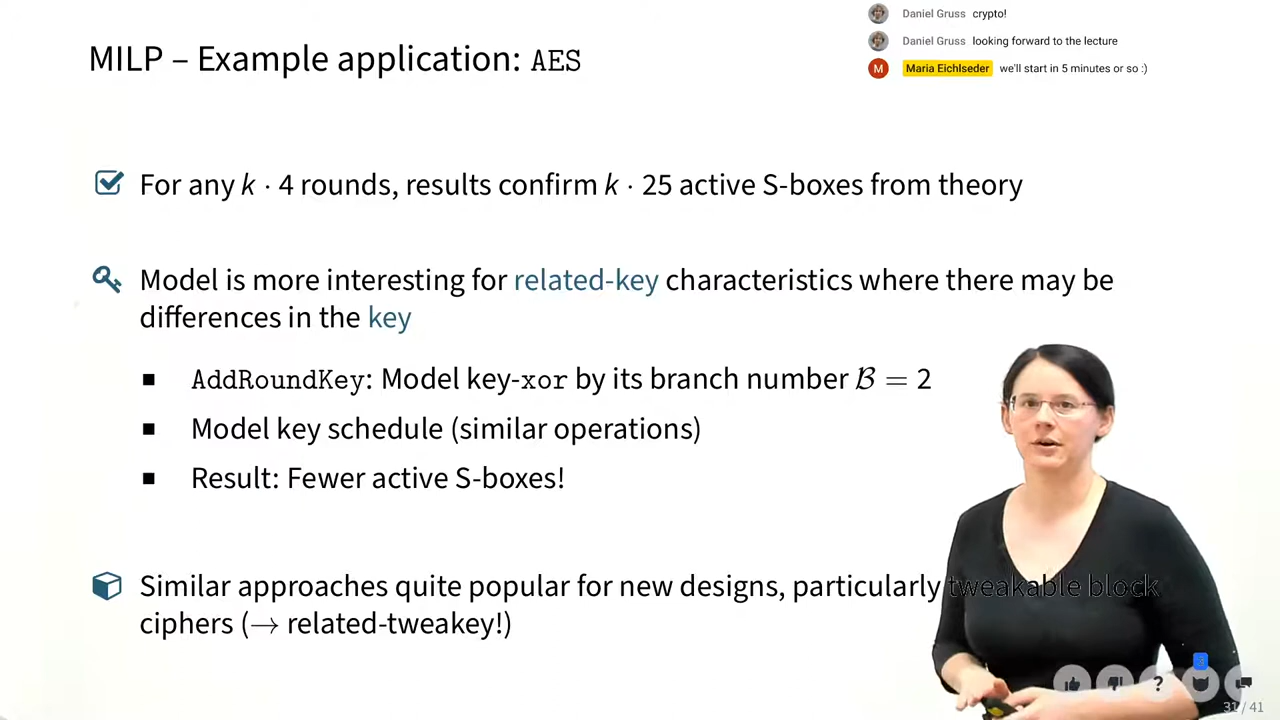 Daniel Gruss crypto!
Daniel Gruss looking forward to the lecture
M Maria Eichlseder we'll start in 5 minutes or so :)
MILP – Example application: AES
For any k · 4 rounds, results confirm k · 25 active S-boxes from theory
Model is more interesting for related-key characteristics where there may be
differences in the key
AddRoundKey: Model key-xor by its branch number ℬ = 2
Model key schedule (similar operations)
Result: Fewer active S-boxes!
Similar approaches quite popular for new designs, particularly tweakable block
ciphers (→ related-tweakey!)
?
31 / 41